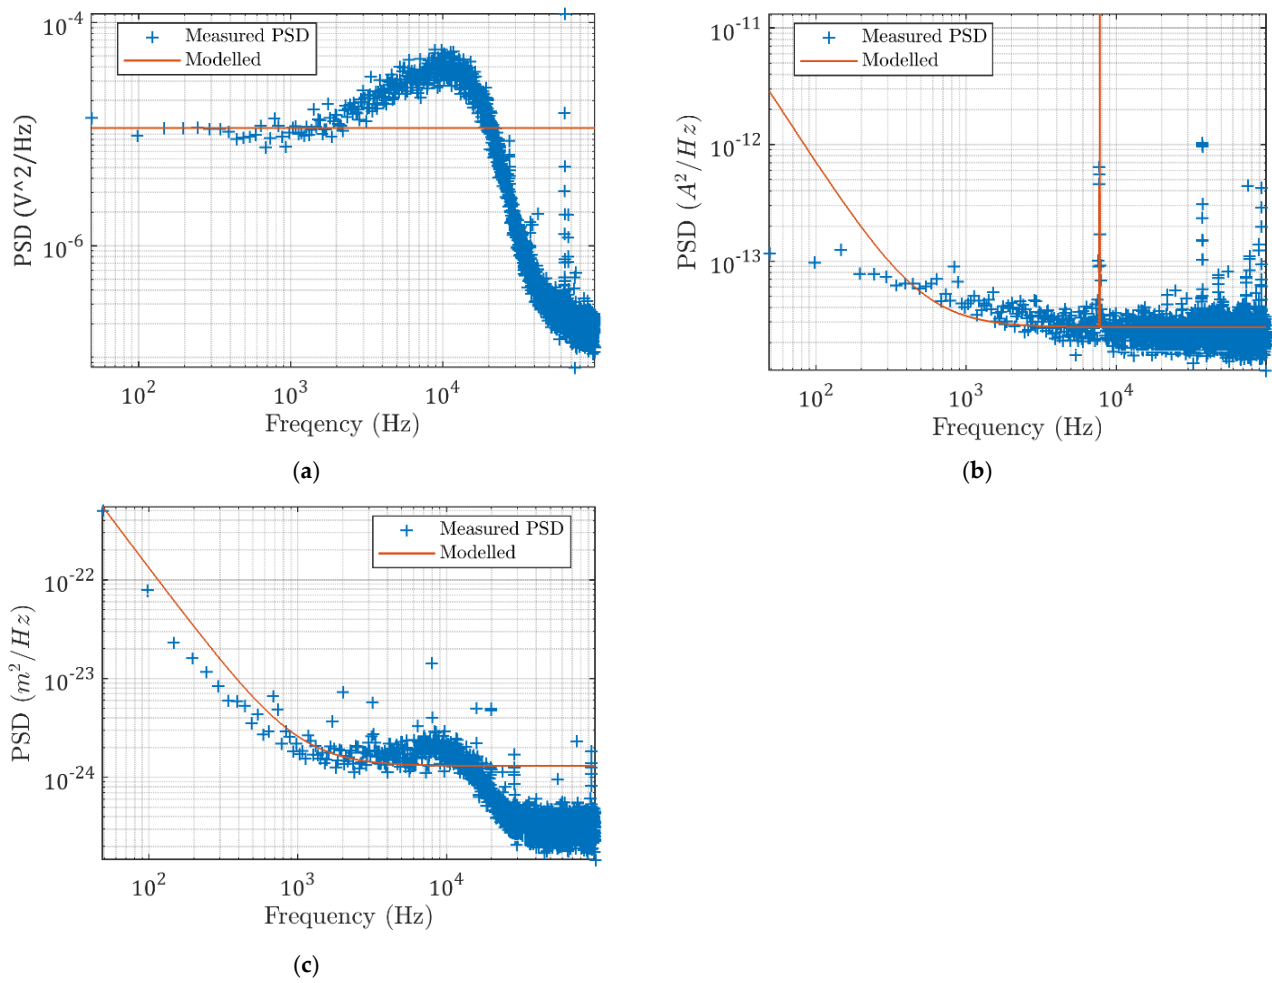 10^-4
Measured PSD
Modelled
PSD (V^2/Hz)
10^-6
10^2 10^3 10^4
Freqency (Hz)
(a)
10^-11
Measured PSD
Modelled
10^-12
PSD (A^2/Hz)
10^-13
10^2 10^3 10^4
Frequency (Hz)
(b)
Measured PSD
Modelled
10^-22
PSD (m^2/Hz)
10^-23
10^-24
10^2 10^3 10^4
Frequency (Hz)
(c)